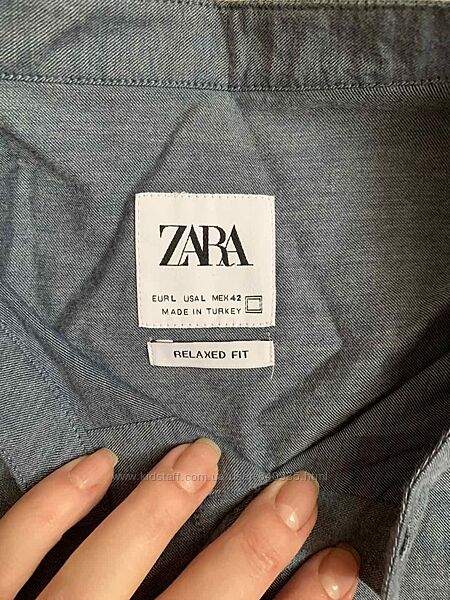 ZARA
EUR L USA L MEX 42
MADE IN TURKEY
RELAXED FIT